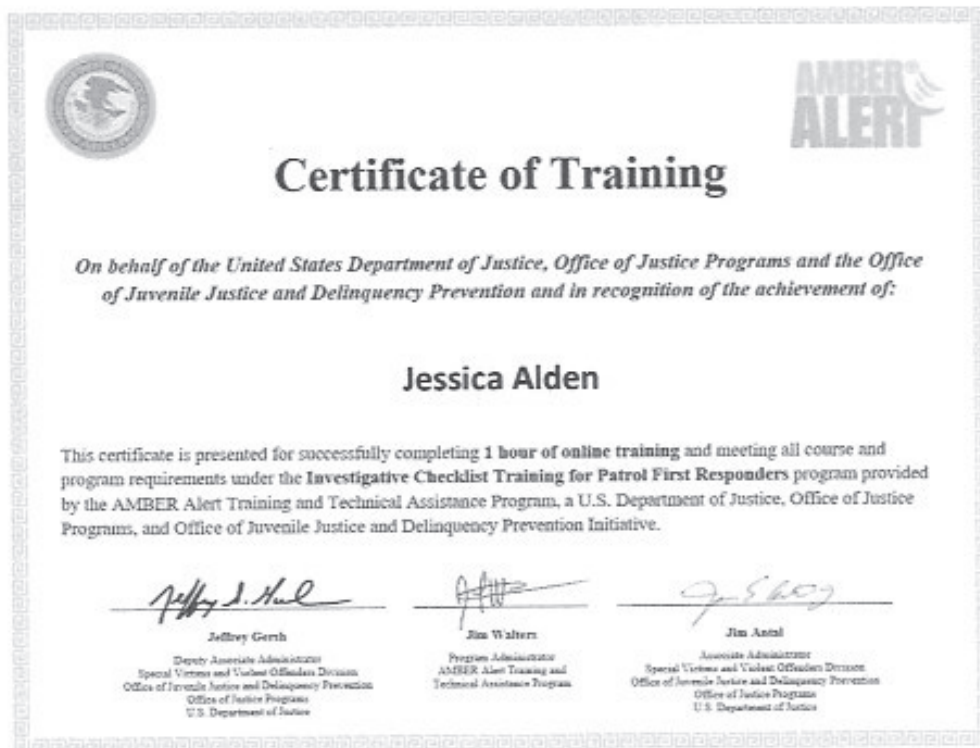 AMBER
ALERT
Certificate of Training
On behalf of the United States Department of Justice, Office of Justice Programs and the Office
of Juvenile Justice and Delinquency Prevention and in recognition of the achievement of:
Jessica Alden
This certificate is presented for successfully completing 1 hour of online training and meeting all course and
program requirements under the Investigative Checklist Training for Patrol First Responders program provided
by the AMBER Alert Training and Technical Assistance Program, a U.S. Department of Justice, Office of Justice
Programs, and Office of Juvenile Justice and Delinquency Prevention Initiative.
Jeffrey Gersh
Deputy Associate Administrator
Special Victims and Violent Offenders Division
Office of Juvenile Justice and Delinquency Prevention
Office of Justice Programs
U.S. Department of Justice
Jim Walters
Program Administrator
AMBER Alert Training and
Technical Assistance Program
Jim Antal
Associate Administrator
Special Victims and Violent Offenders Division
Office of Juvenile Justice and Delinquency Prevention
Office of Justice Programs
U.S. Department of Justice